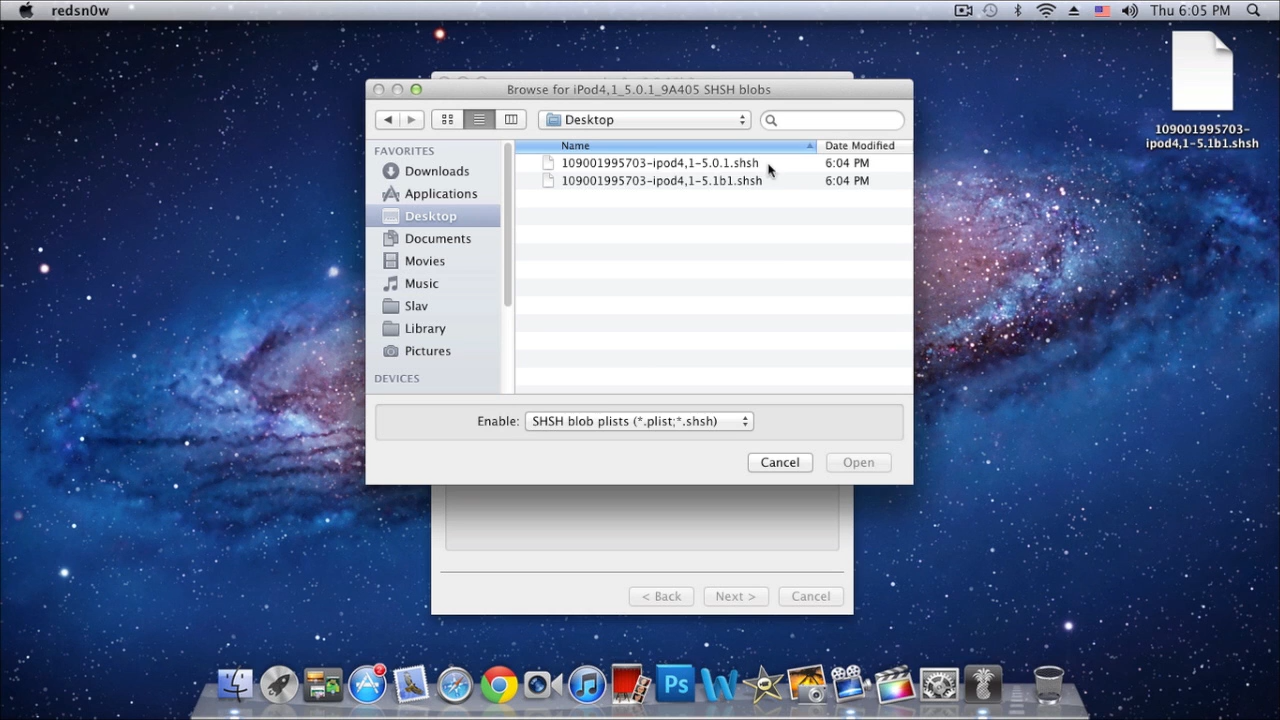 redsn0w
Thu 6:05 PM
109001995703-
ipod4,1-5.1b1.shsh
Browse for iPod4,1_5.0.1_9A405 SHSH blobs
Desktop
FAVORITES
Downloads
Applications
Desktop
Documents
Movies
Music
Slav
Library
Pictures
DEVICES
Name
Date Modified
109001995703-ipod4,1-5.0.1.shsh
6:04 PM
109001995703-ipod4,1-5.1b1.shsh
6:04 PM
Enable: SHSH blob plists (*.plist;*.shsh)
Cancel
Open
< Back
Next >
Cancel
Ps
W